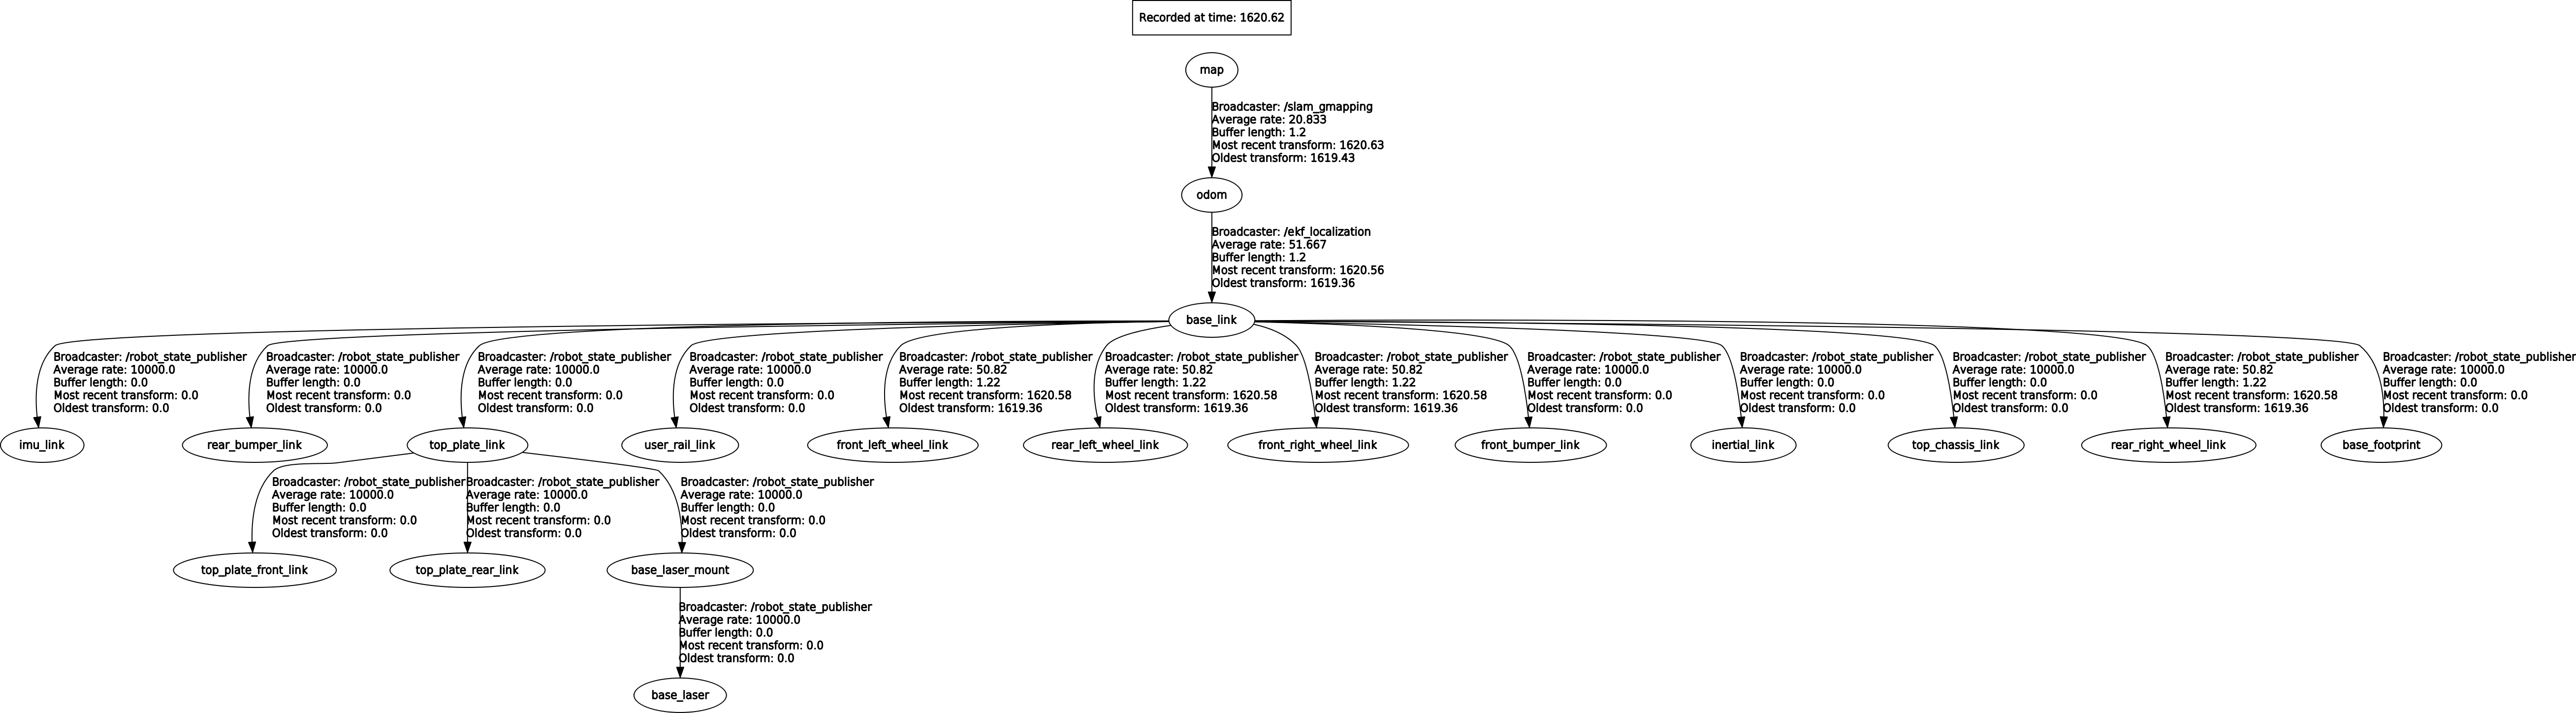 Recorded at time: 1620.62
map
Broadcaster: /slam_gmapping
Average rate: 20.833
Buffer length: 1.2
Most recent transform: 1620.63
Oldest transform: 1619.43
odom
Broadcaster: /ekf_localization
Average rate: 51.667
Buffer length: 1.2
Most recent transform: 1620.56
Oldest transform: 1619.36
base_link
Broadcaster: /robot_state_publisher
Average rate: 10000.0
Buffer length: 0.0
Most recent transform: 0.0
Oldest transform: 0.0
imu_link
Broadcaster: /robot_state_publisher
Average rate: 10000.0
Buffer length: 0.0
Most recent transform: 0.0
Oldest transform: 0.0
rear_bumper_link
Broadcaster: /robot_state_publisher
Average rate: 10000.0
Buffer length: 0.0
Most recent transform: 0.0
Oldest transform: 0.0
top_plate_link
Broadcaster: /robot_state_publisher
Average rate: 10000.0
Buffer length: 0.0
Most recent transform: 0.0
Oldest transform: 0.0
user_rail_link
Broadcaster: /robot_state_publisher
Average rate: 50.82
Buffer length: 1.22
Most recent transform: 1620.58
Oldest transform: 1619.36
front_left_wheel_link
Broadcaster: /robot_state_publisher
Average rate: 50.82
Buffer length: 1.22
Most recent transform: 1620.58
Oldest transform: 1619.36
rear_left_wheel_link
Broadcaster: /robot_state_publisher
Average rate: 50.82
Buffer length: 1.22
Most recent transform: 1620.58
Oldest transform: 1619.36
front_right_wheel_link
Broadcaster: /robot_state_publisher
Average rate: 10000.0
Buffer length: 0.0
Most recent transform: 0.0
Oldest transform: 0.0
front_bumper_link
Broadcaster: /robot_state_publisher
Average rate: 10000.0
Buffer length: 0.0
Most recent transform: 0.0
Oldest transform: 0.0
inertial_link
Broadcaster: /robot_state_publisher
Average rate: 10000.0
Buffer length: 0.0
Most recent transform: 0.0
Oldest transform: 0.0
top_chassis_link
Broadcaster: /robot_state_publisher
Average rate: 50.82
Buffer length: 1.22
Most recent transform: 1620.58
Oldest transform: 1619.36
rear_right_wheel_link
Broadcaster: /robot_state_publisher
Average rate: 10000.0
Buffer length: 0.0
Most recent transform: 0.0
Oldest transform: 0.0
base_footprint
Broadcaster: /robot_state_publisher
Average rate: 10000.0
Buffer length: 0.0
Most recent transform: 0.0
Oldest transform: 0.0
top_plate_front_link
Broadcaster: /robot_state_publisher
Average rate: 10000.0
Buffer length: 0.0
Most recent transform: 0.0
Oldest transform: 0.0
top_plate_rear_link
Broadcaster: /robot_state_publisher
Average rate: 10000.0
Buffer length: 0.0
Most recent transform: 0.0
Oldest transform: 0.0
base_laser_mount
Broadcaster: /robot_state_publisher
Average rate: 10000.0
Buffer length: 0.0
Most recent transform: 0.0
Oldest transform: 0.0
base_laser